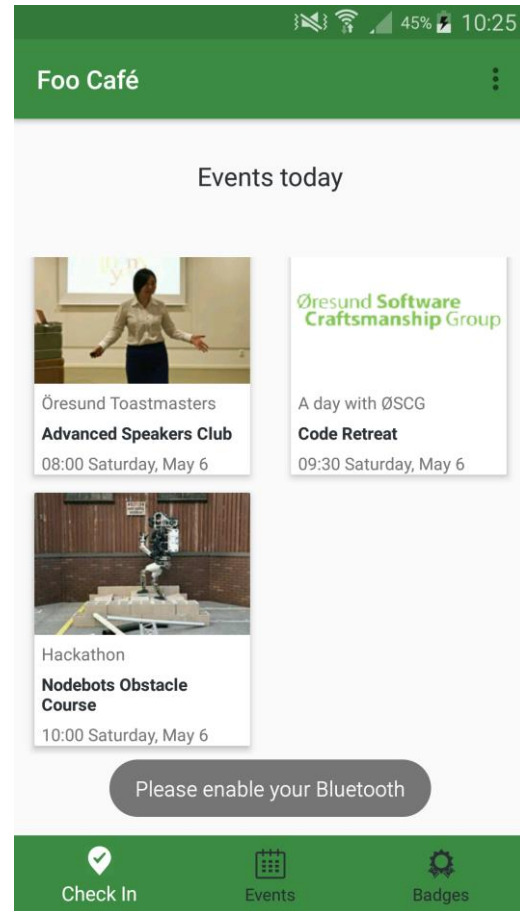 45% 10:25
Foo Café
Events today
Øresund Software
Craftsmanship Group
Öresund Toastmasters
Advanced Speakers Club
08:00 Saturday, May 6
A day with ØSCG
Code Retreat
09:30 Saturday, May 6
Hackathon
Nodebots Obstacle
Course
10:00 Saturday, May 6
Please enable your Bluetooth
Check In
Events
Badges